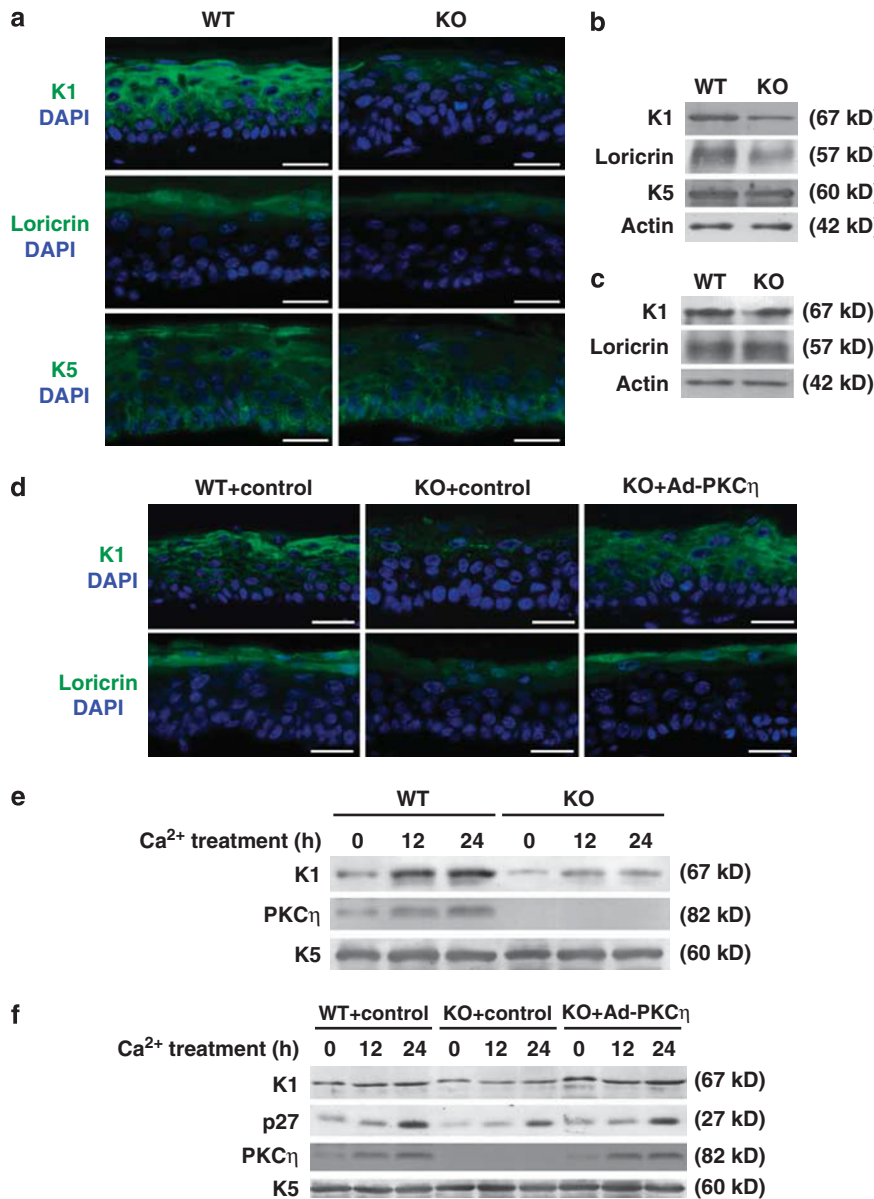 a
WT KO
K1
DAPI
Loricrin
DAPI
K5
DAPI
b
WT KO
K1 (67 kD)
Loricrin (57 kD)
K5 (60 kD)
Actin (42 kD)
c
WT KO
K1 (67 kD)
Loricrin (57 kD)
Actin (42 kD)
d
WT+control KO+control KO+Ad-PKCη
K1
DAPI
Loricrin
DAPI
e
WT KO
Ca²⁺ treatment (h) 0 12 24 0 12 24
K1 (67 kD)
PKCη (82 kD)
K5 (60 kD)
f
WT+control KO+control KO+Ad-PKCη
Ca²⁺ treatment (h) 0 12 24 0 12 24 0 12 24
K1 (67 kD)
p27 (27 kD)
PKCη (82 kD)
K5 (60 kD)